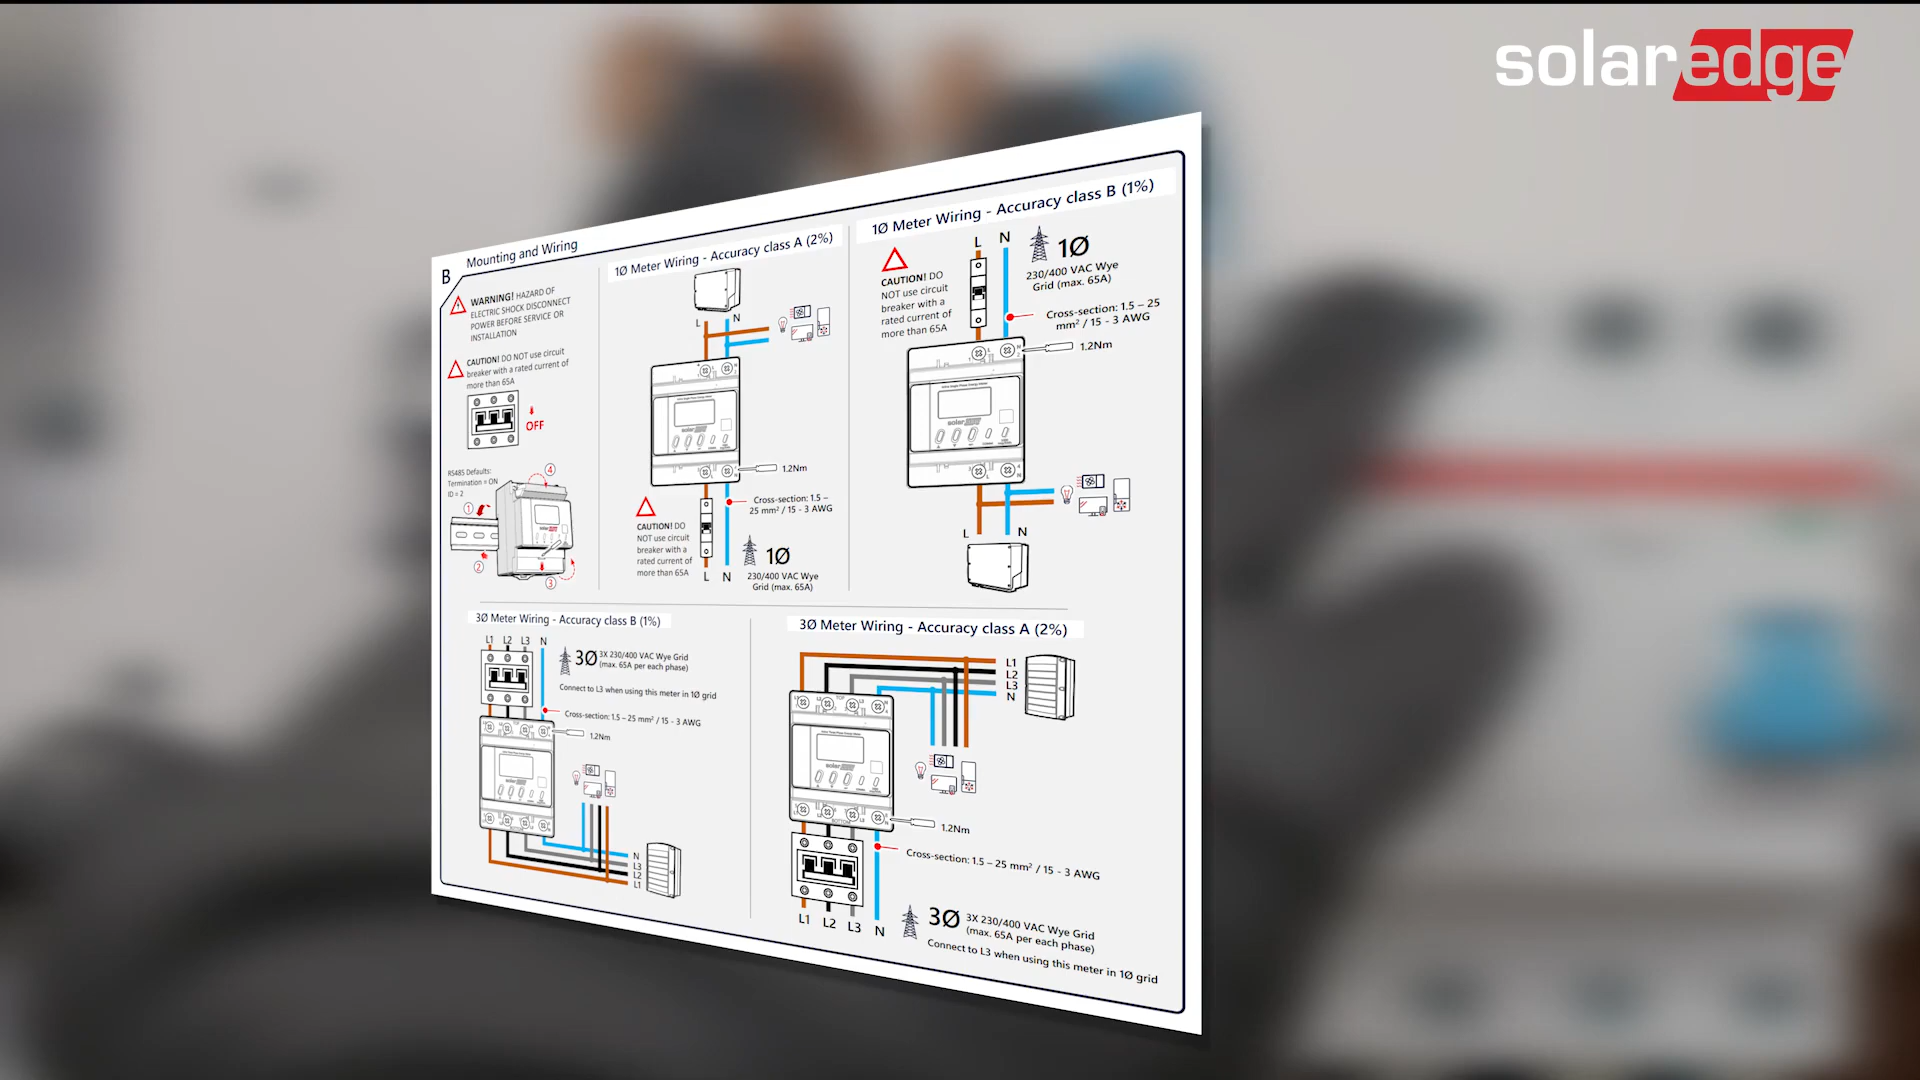 solaredge
B
Mounting and Wiring
WARNING! HAZARD OF
ELECTRIC SHOCK DISCONNECT
POWER BEFORE SERVICE OR
INSTALLATION
CAUTION! DO NOT use circuit
breaker with a rated current of
more than 65A
OFF
RS485 Defaults:
Termination = ON
ID = 2
4
1
2
3
1Ø Meter Wiring - Accuracy class A (2%)
L N
1.2Nm
Cross-section: 1.5 –
25 mm² / 15 - 3 AWG
CAUTION! DO
NOT use circuit
breaker with a
rated current of
more than 65A
L N
1Ø
230/400 VAC Wye
Grid (max. 65A)
1Ø Meter Wiring - Accuracy class B (1%)
L N
1Ø
230/400 VAC Wye
Grid (max. 65A)
CAUTION! DO
NOT use circuit
breaker with a
rated current of
more than 65A
Cross-section: 1.5 – 25
mm² / 15 - 3 AWG
1.2Nm
L N
3Ø Meter Wiring - Accuracy class B (1%)
L1 L2 L3 N
3Ø
3X 230/400 VAC Wye Grid
(max. 65A per each phase)
Connect to L3 when using this meter in 1Ø grid
Cross-section: 1.5 – 25 mm² / 15 - 3 AWG
1.2Nm
N
L3
L2
L1
3Ø Meter Wiring - Accuracy class A (2%)
L1
L2
L3
N
1.2Nm
Cross-section: 1.5 – 25 mm² / 15 - 3 AWG
L1 L2 L3 N
3Ø
3X 230/400 VAC Wye Grid
(max. 65A per each phase)
Connect to L3 when using this meter in 1Ø grid